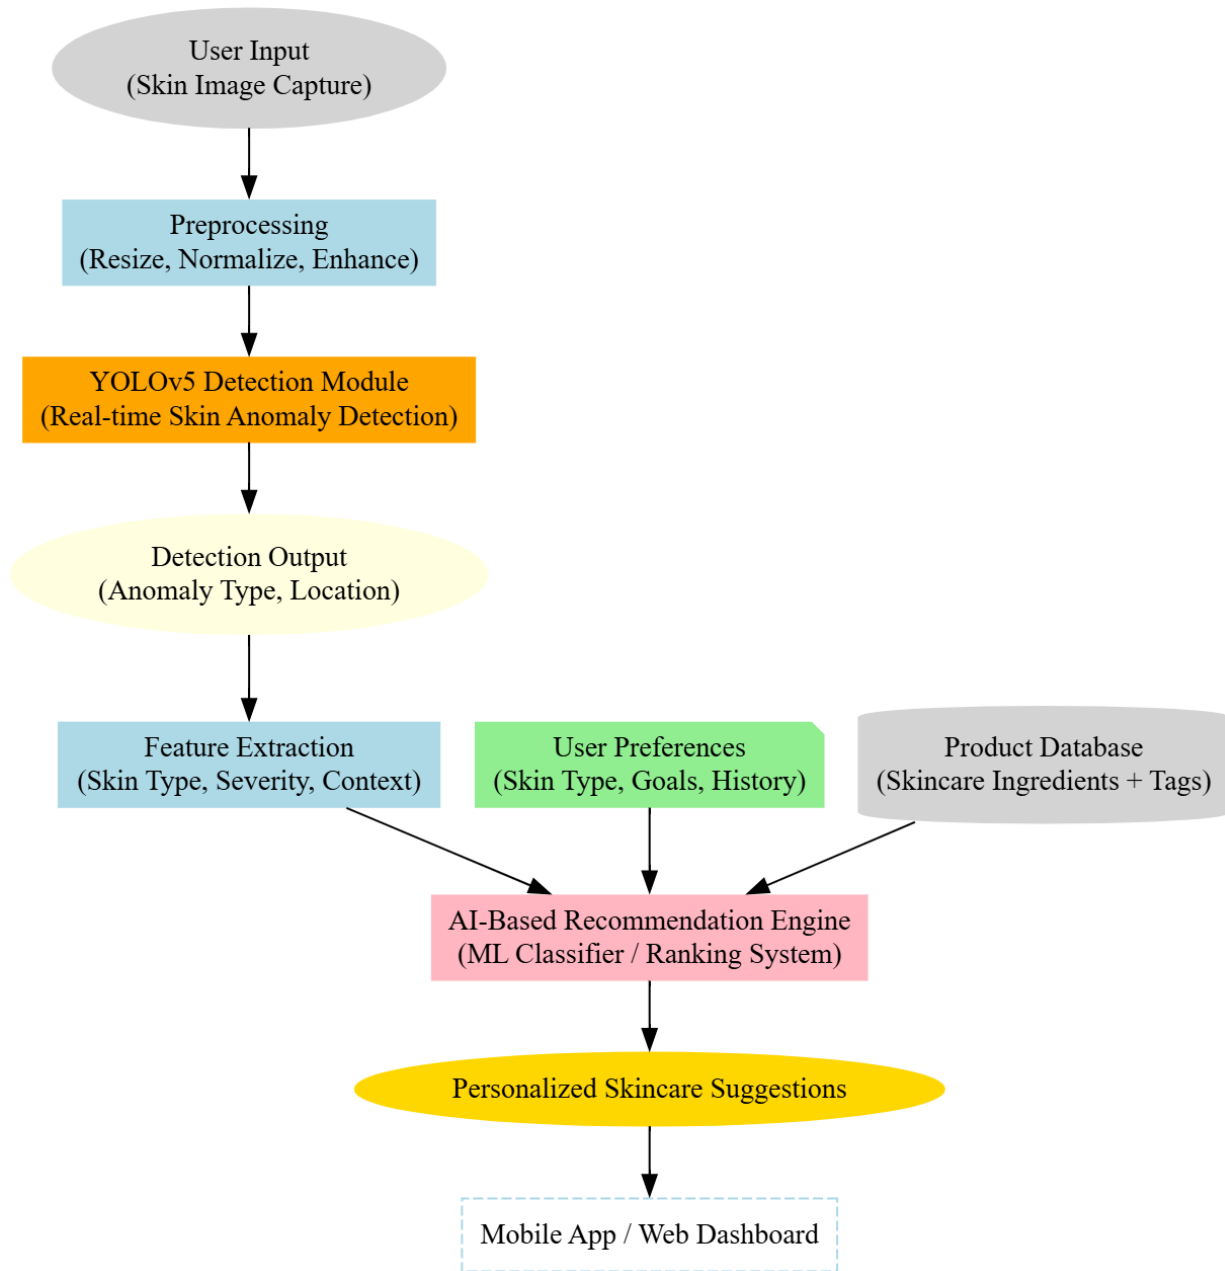 User Input
(Skin Image Capture)
Preprocessing
(Resize, Normalize, Enhance)
YOLOv5 Detection Module
(Real-time Skin Anomaly Detection)
Detection Output
(Anomaly Type, Location)
Feature Extraction
(Skin Type, Severity, Context)
User Preferences
(Skin Type, Goals, History)
Product Database
(Skincare Ingredients + Tags)
AI-Based Recommendation Engine
(ML Classifier / Ranking System)
Personalized Skincare Suggestions
Mobile App / Web Dashboard